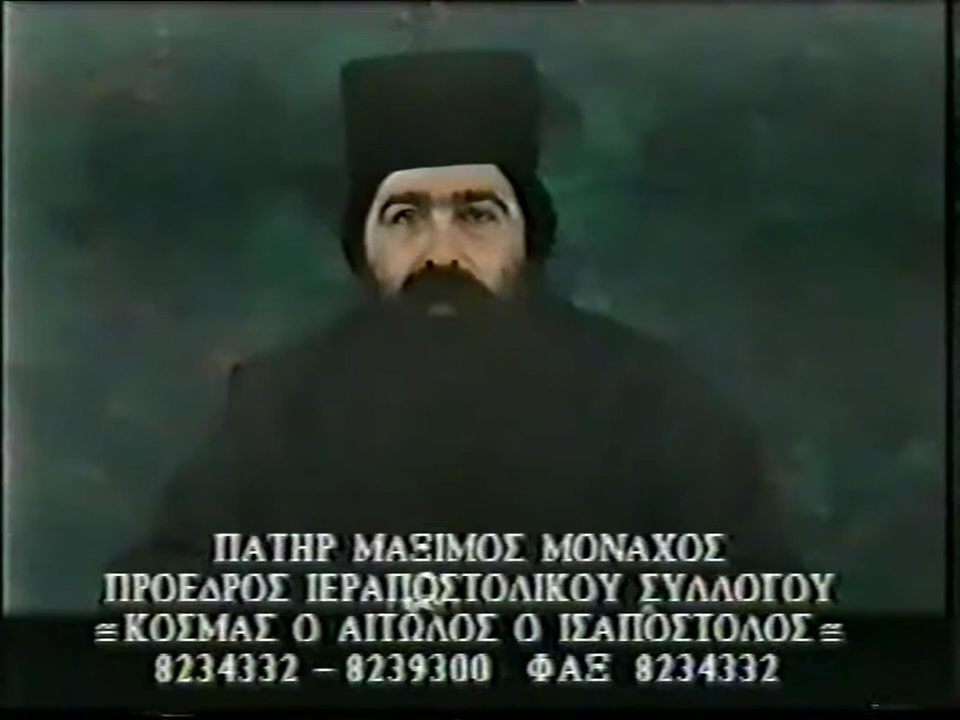 ΠΑΤΗΡ ΜΑΞΙΜΟΣ ΜΟΝΑΧΟΣ
ΠΡΟΕΔΡΟΣ ΙΕΡΑΠΟΣΤΟΛΙΚΟΥ ΣΥΛΛΟΓΟΥ
≅ΚΟΣΜΑΣ Ο ΑΙΤΩΛΟΣ Ο ΙΣΑΠΟΣΤΟΛΟΣ≅
8234332 – 8239300 ΦΑΞ 8234332